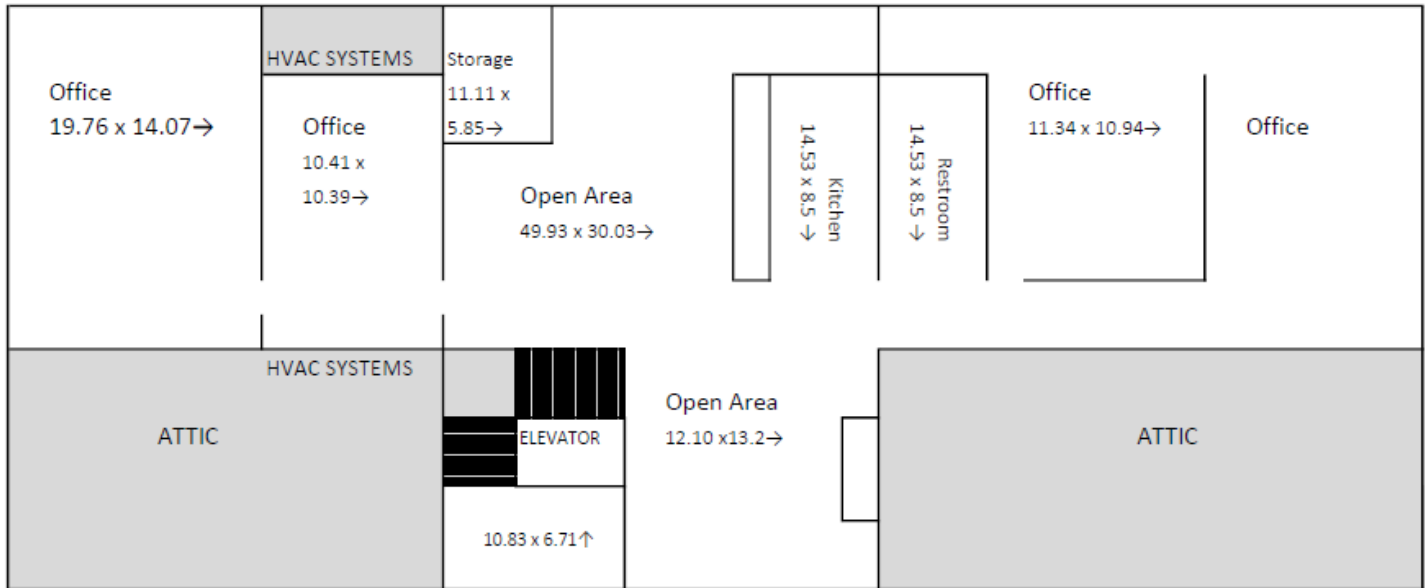 HVAC SYSTEMS
Storage
11.11 x
5.85→
Office
19.76 x 14.07→
Office
10.41 x
10.39→
Open Area
49.93 x 30.03→
Kitchen
14.53 x 8.5 →
Restroom
14.53 x 8.5 →
Office
11.34 x 10.94→
Office
HVAC SYSTEMS
ATTIC
ELEVATOR
Open Area
12.10 x13.2→
ATTIC
10.83 x 6.71↑